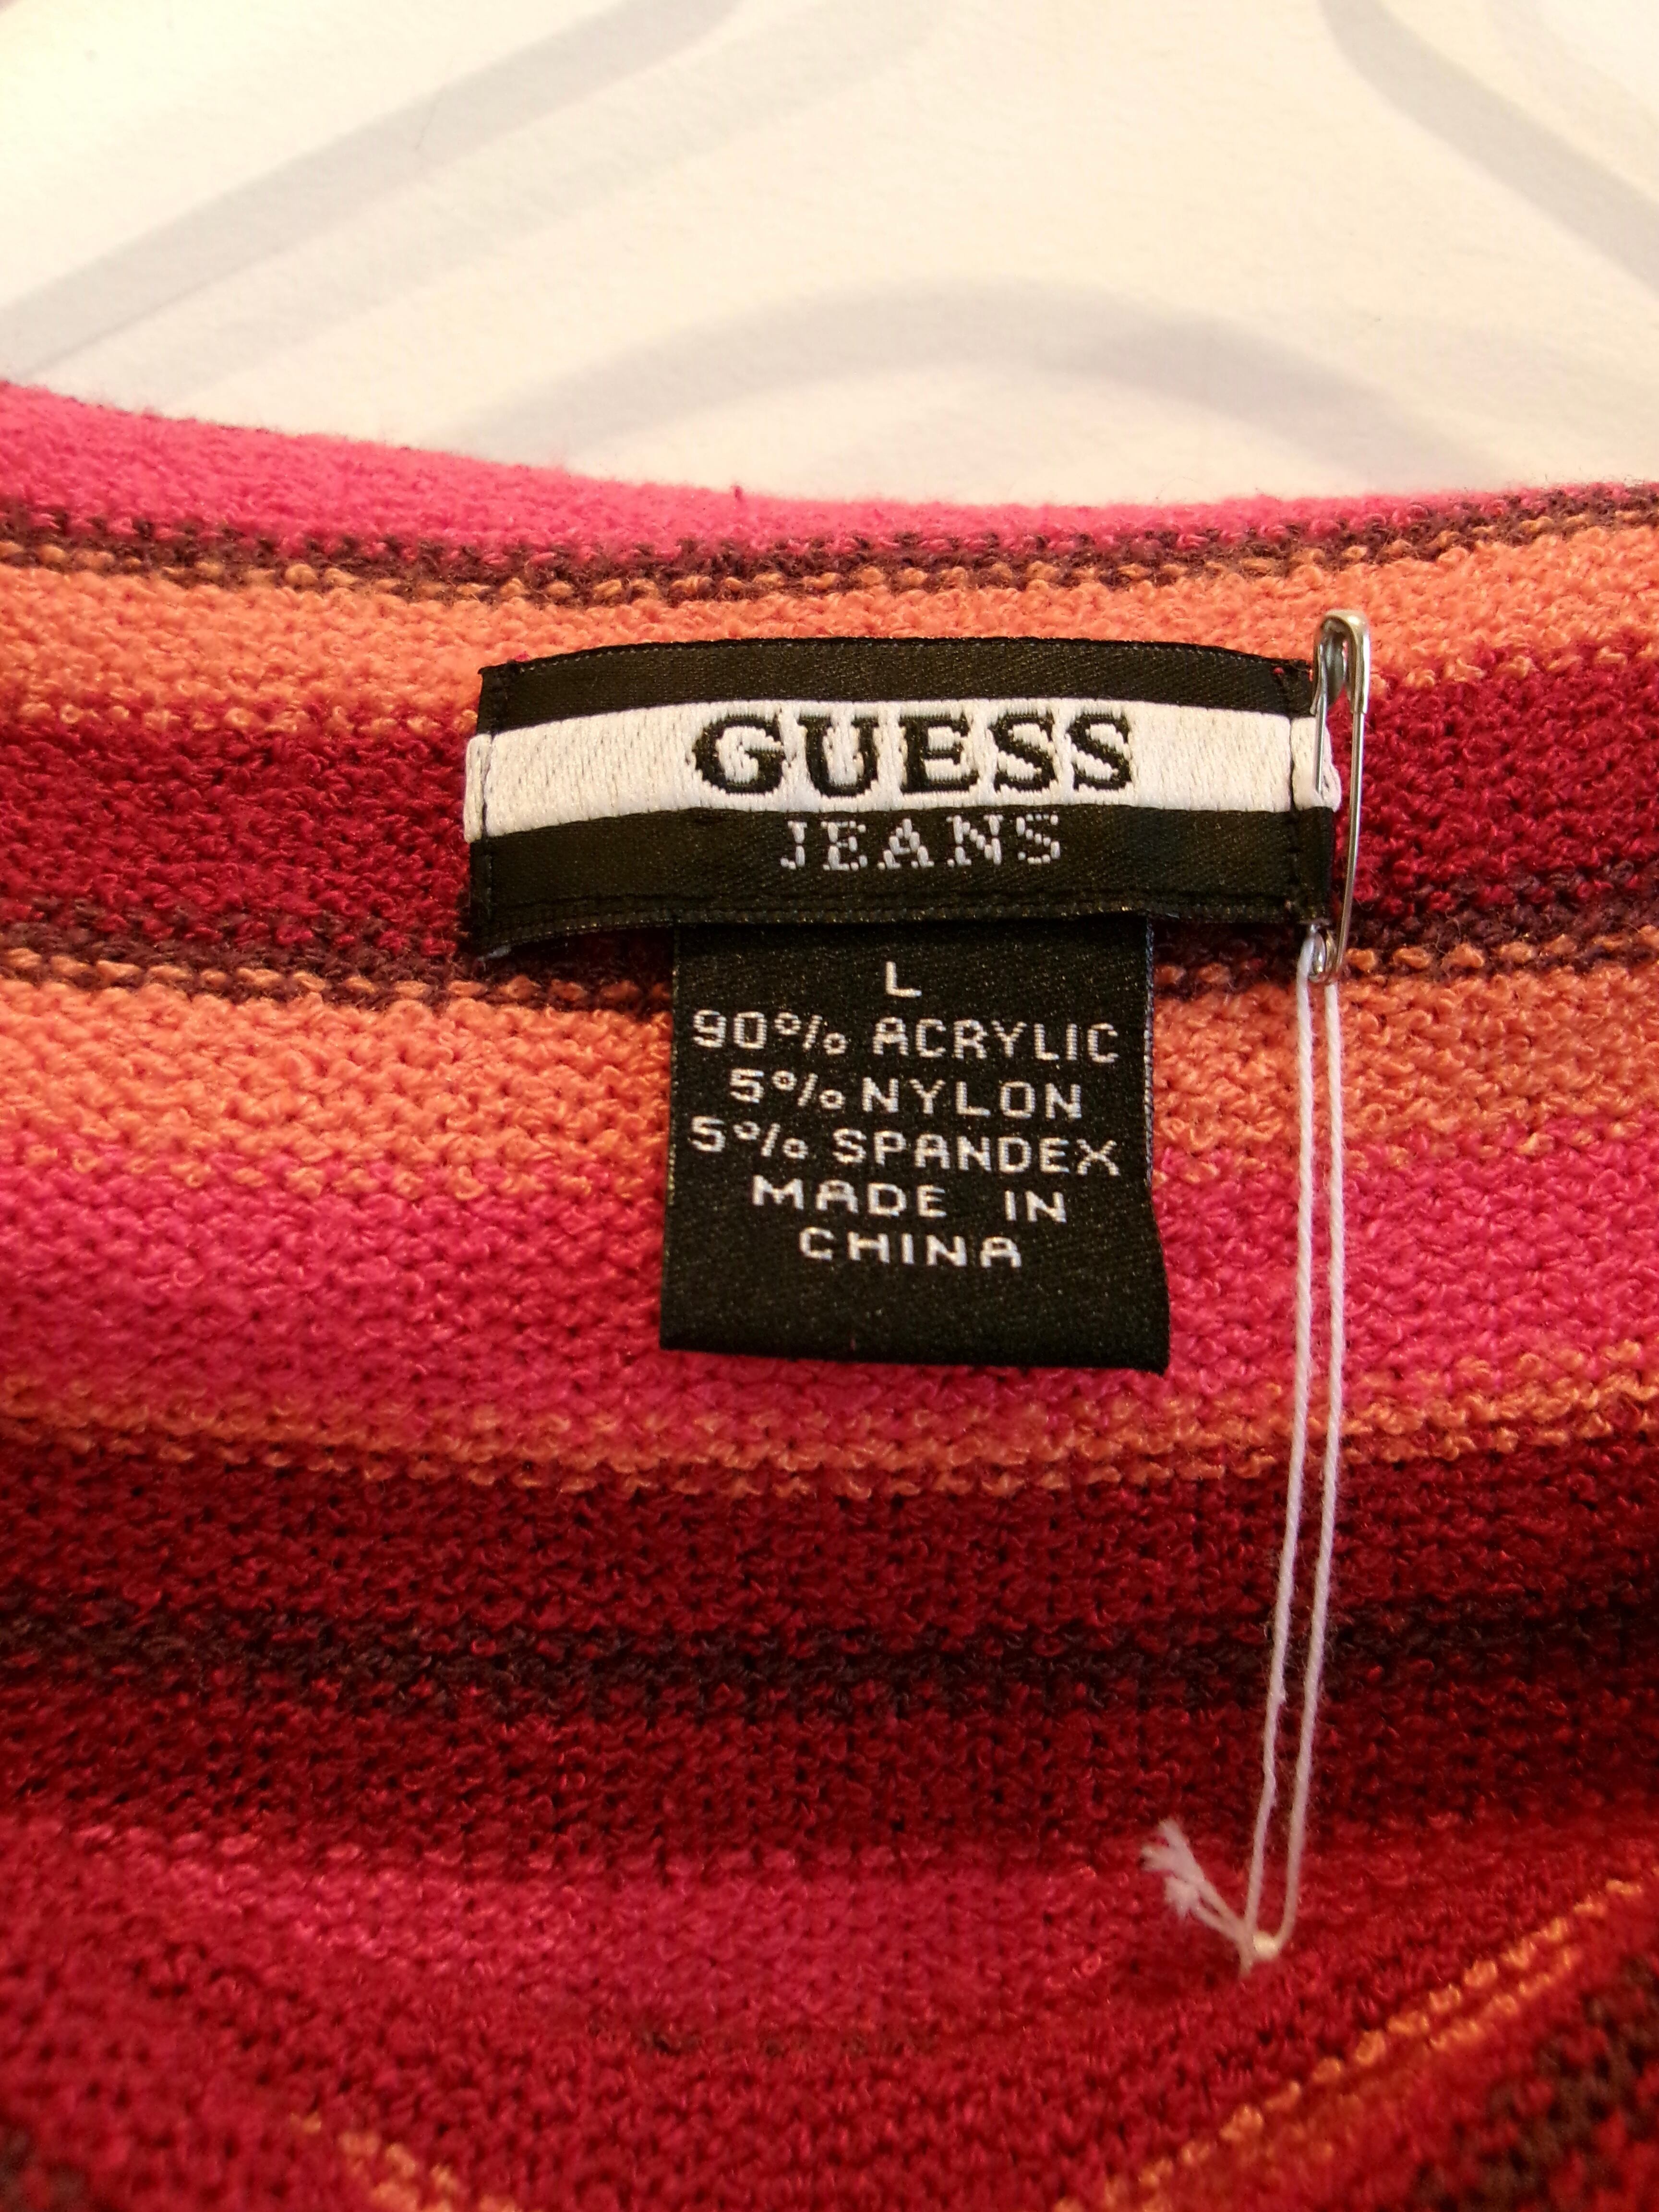 GUESS
JEANS
L
90% ACRYLIC
5% NYLON
5% SPANDEX
MADE IN
CHINA